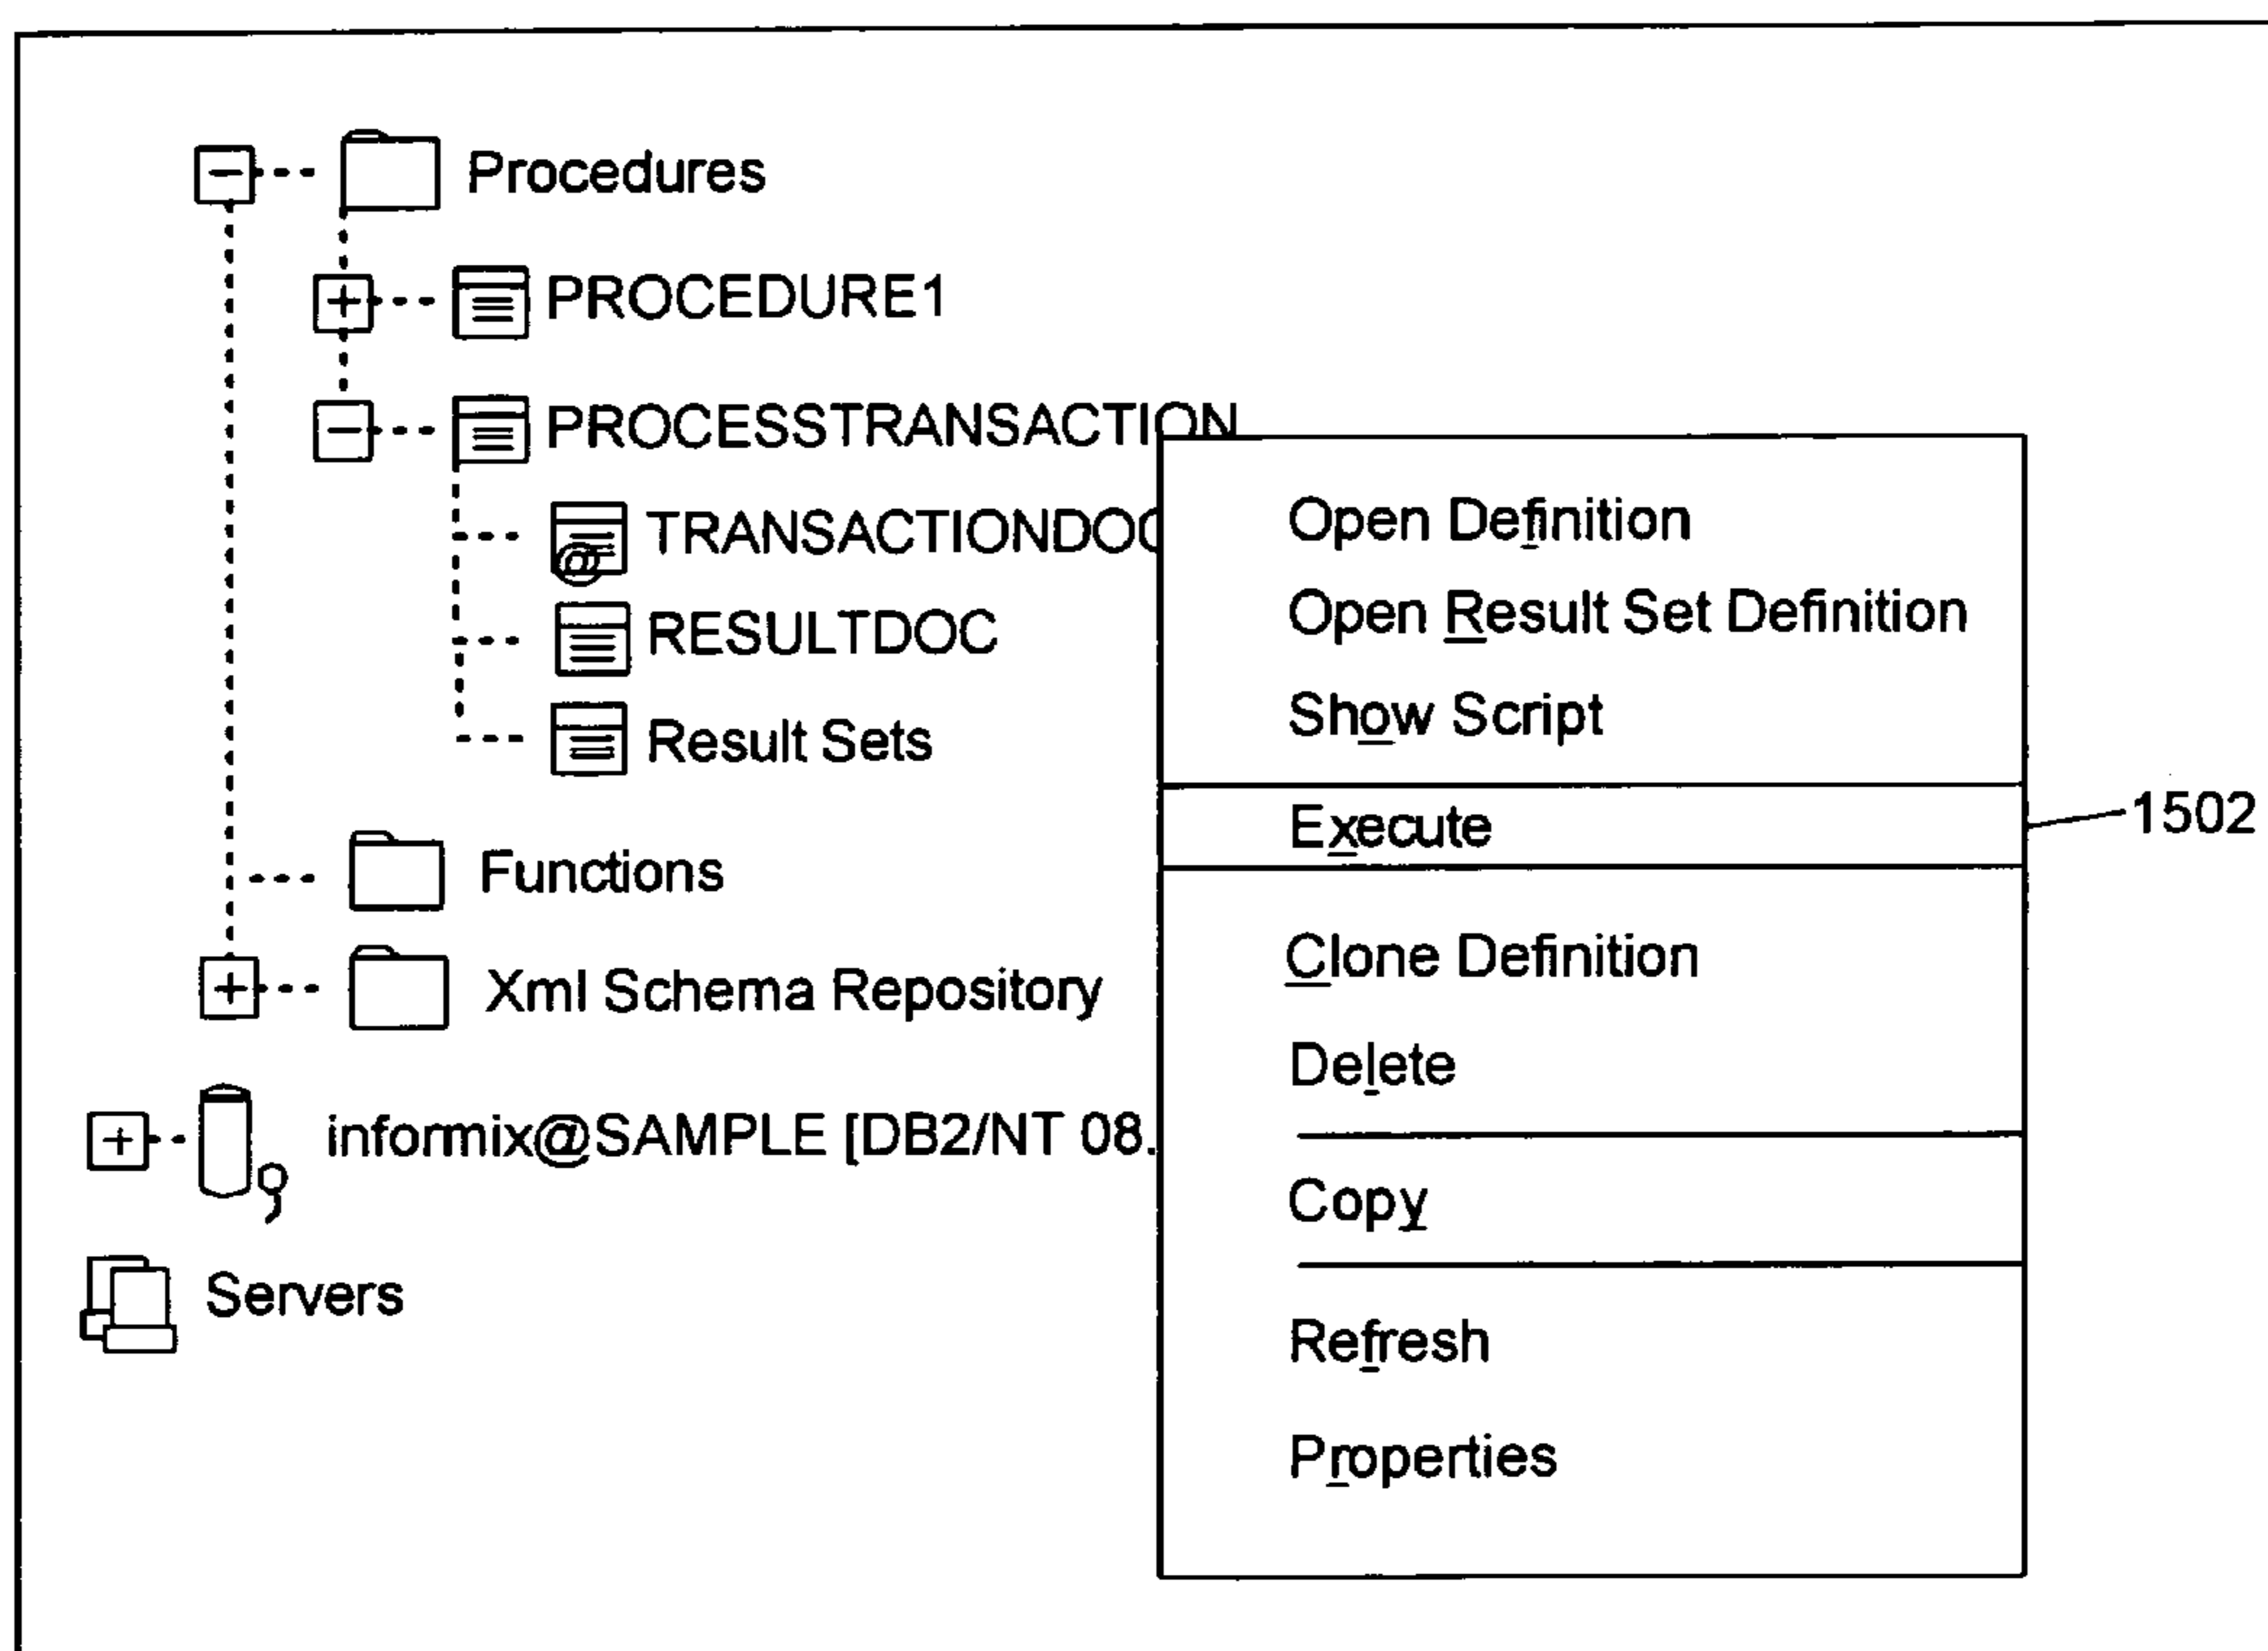 Procedures
PROCEDURE1
PROCESSTRANSACTION
TRANSACTIONDOC
RESULTDOC
Result Sets
Functions
Xml Schema Repository
informix@SAMPLE [DB2/NT 08.
Servers
Open Definition
Open Result Set Definition
Show Script
Execute
1502
Clone Definition
Delete
Copy
Refresh
Properties